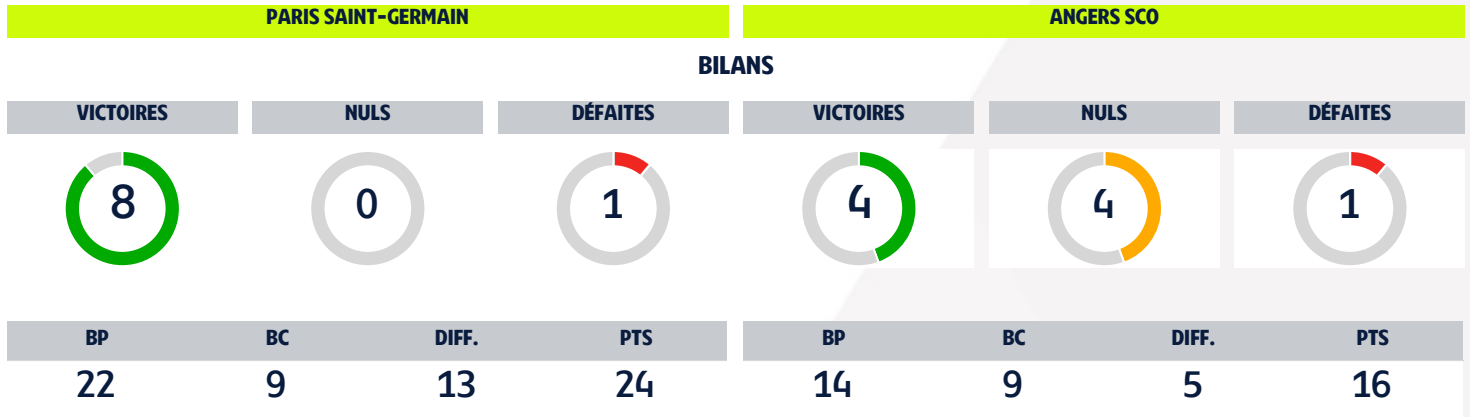 PARIS SAINT-GERMAIN ANGERS SCO
BILANS
VICTOIRES NULS DÉFAITES VICTOIRES NULS DÉFAITES
8 0 1 4 4 1
BP BC DIFF. PTS BP BC DIFF. PTS
22 9 13 24 14 9 5 16